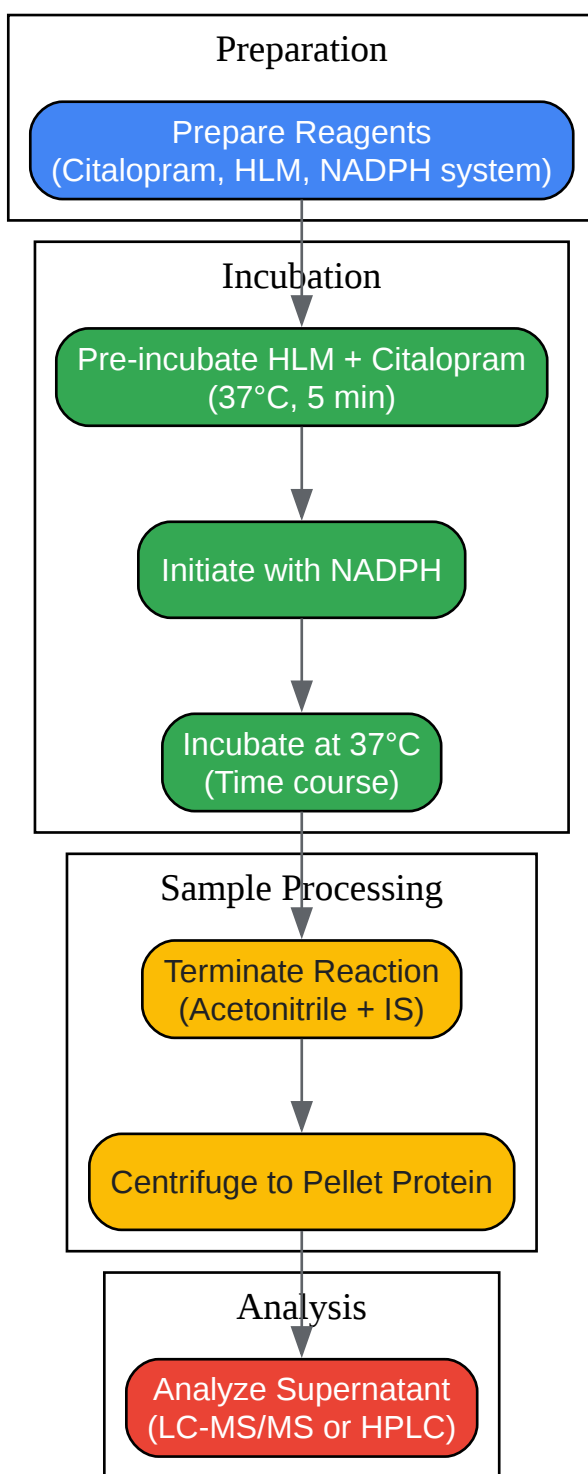 Preparation
Prepare Reagents
(Citalopram, HLM, NADPH system)
Incubation
Pre-incubate HLM + Citalopram
(37°C, 5 min)
Initiate with NADPH
Incubate at 37°C
(Time course)
Sample Processing
Terminate Reaction
(Acetonitrile + IS)
Centrifuge to Pellet Protein
Analysis
Analyze Supernatant
(LC-MS/MS or HPLC)